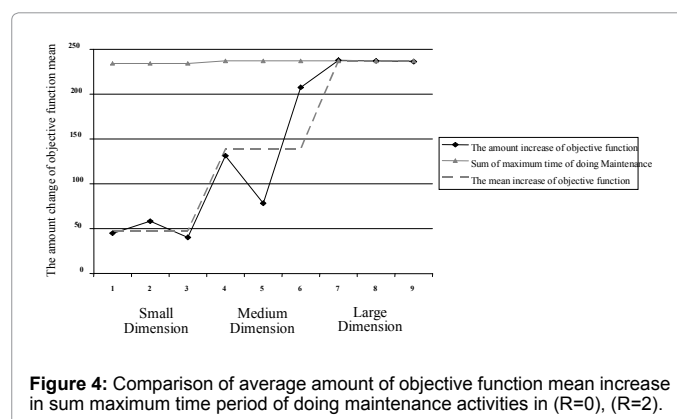 The amount change of objective function mean
250
200
150
100
50
0
1 2 3 4 5 6 7 8 9
Small Dimension
Medium Dimension
Large Dimension
The amount increase of objective function
Sum of maximum time of doing Maintenance
The mean increase of objective function
Figure 4: Comparison of average amount of objective function mean increase
in sum maximum time period of doing maintenance activities in (R=0), (R=2).